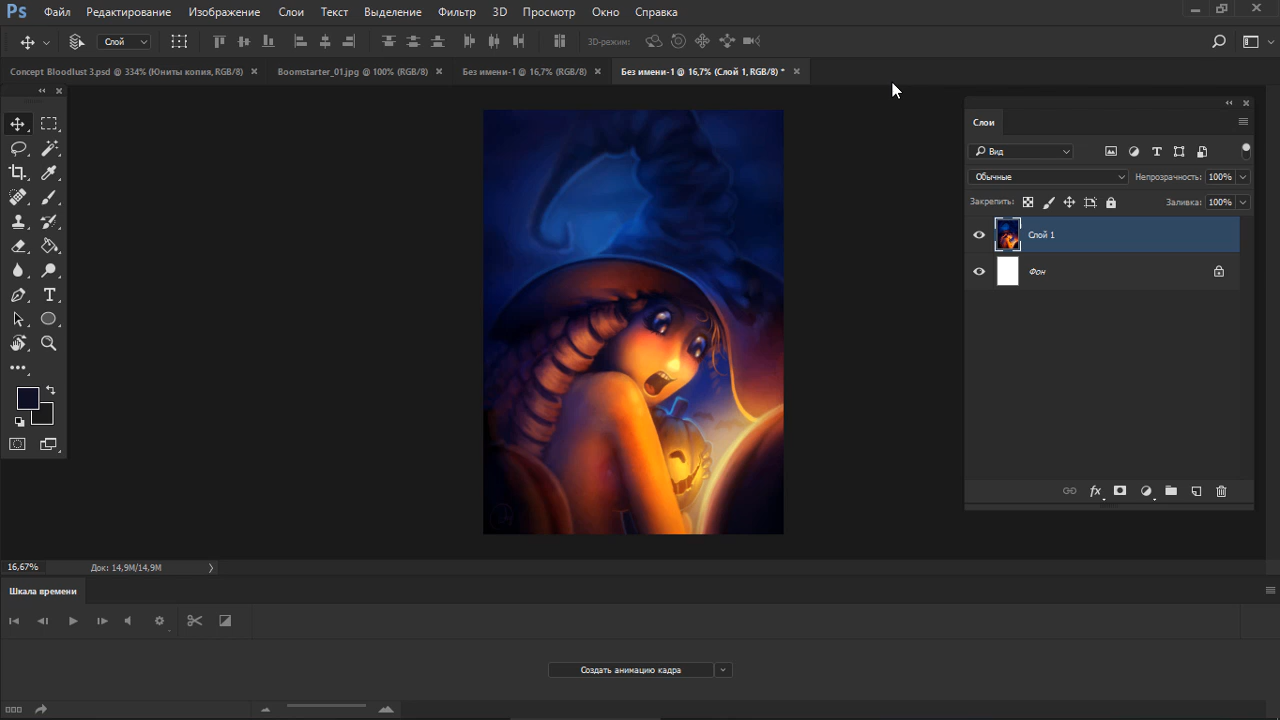 Ps Файл Редактирование Изображение Слои Текст Выделение Фильтр 3D Просмотр Окно Справка
Слой 3D-режим:
Concept Bloodlust 3.psd @ 334% (Юниты копия, RGB/8) Boomstarter_01.jpg @ 100% (RGB/8) Без имени-1 @ 16,7% (RGB/8) Без имени-1 @ 16,7% (Слой 1, RGB/8) *
Слои
Вид
Обычные Непрозрачность: 100%
Закрепить: Заливка: 100%
Слой 1
Фон
fx
16,67% Док: 14,9M/14,9M
Шкала времени
Создать анимацию кадра